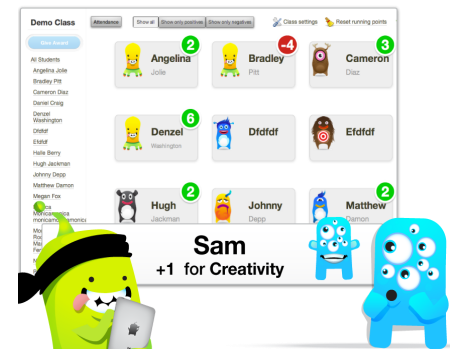 Demo Class
Attendance
Show all
Show only positives
Show only negatives
Class settings
Reset running points
Give Award
All Students
Angelina Jolie
Bradley Pitt
Cameron Diaz
Daniel Craig
Denzel
Washington
Dfdfdf
Efdfdf
Halle Berry
Hugh Jackman
Johnny Depp
Matthew Damon
Megan Fox
Monicamonica
2
Angelina
Jolie
-4
Bradley
Pitt
3
Cameron
Diaz
6
Denzel
Washington
Dfdfdf
Efdfdf
2
Hugh
Jackman
Johnny
Depp
2
Matthew
Damon
Sam
+1 for Creativity